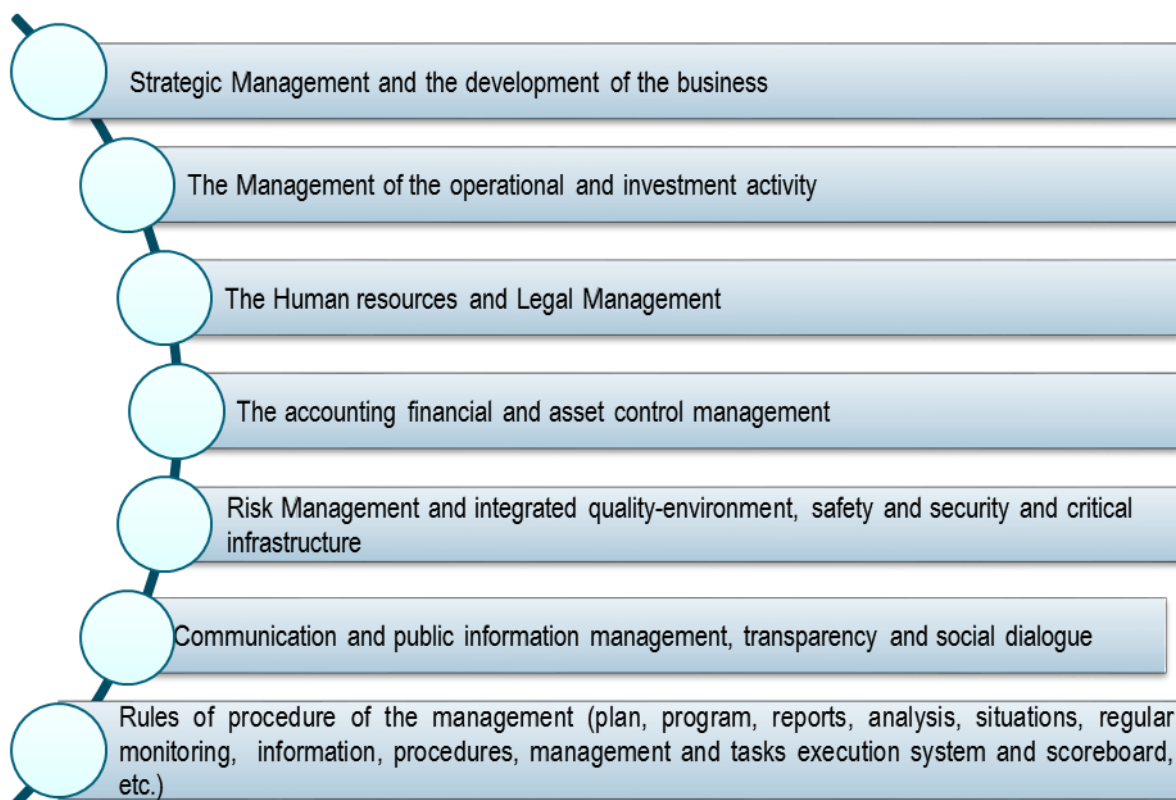 Strategic Management and the development of the business
The Management of the operational and investment activity
The Human resources and Legal Management
The accounting financial and asset control management
Risk Management and integrated quality-environment, safety and security and critical
infrastructure
Communication and public information management, transparency and social dialogue
Rules of procedure of the management (plan, program, reports, analysis, situations, regular
monitoring, information, procedures, management and tasks execution system and scoreboard,
etc.)